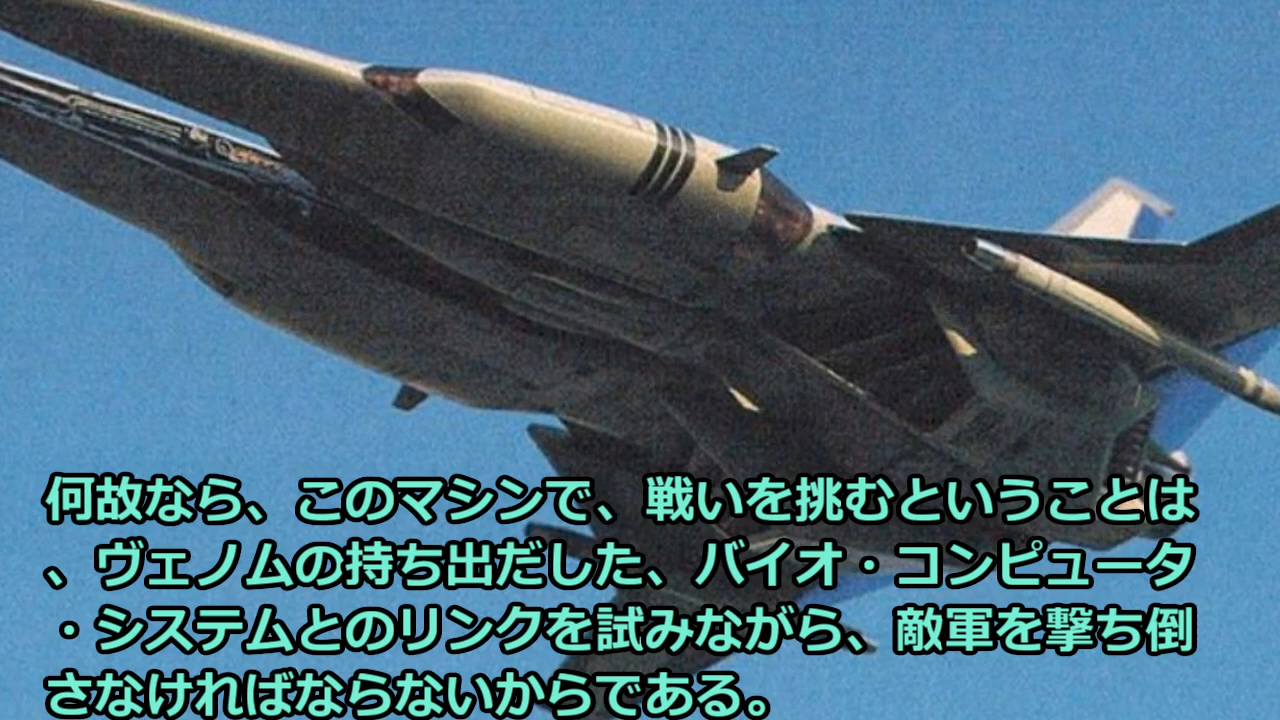 何故なら、このマシンで、戦いを挑むということは
、ヴェノムの持ち出だした、バイオ・コンピュータ
・システムとのリンクを試みながら、敵軍を撃ち倒
さなければならないからである。